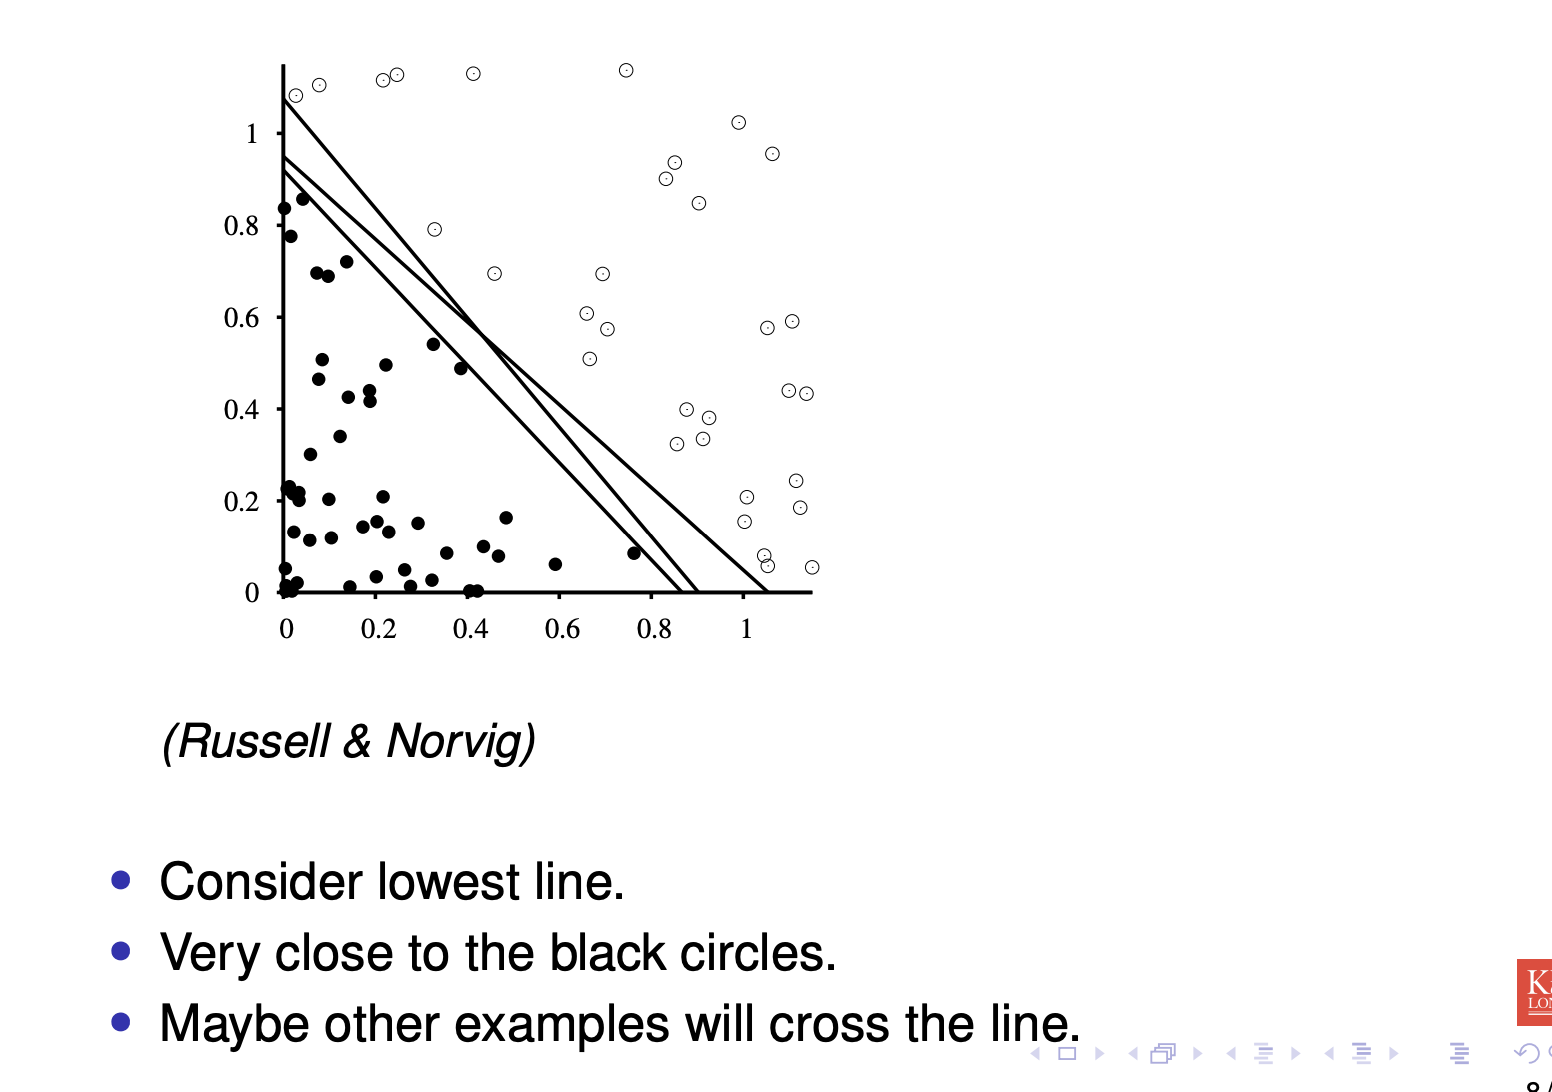 1
0.8
0.6
0.4
0.2
0
0 0.2 0.4 0.6 0.8 1
(Russell & Norvig)
Consider lowest line.
Very close to the black circles.
Maybe other examples will cross the line.